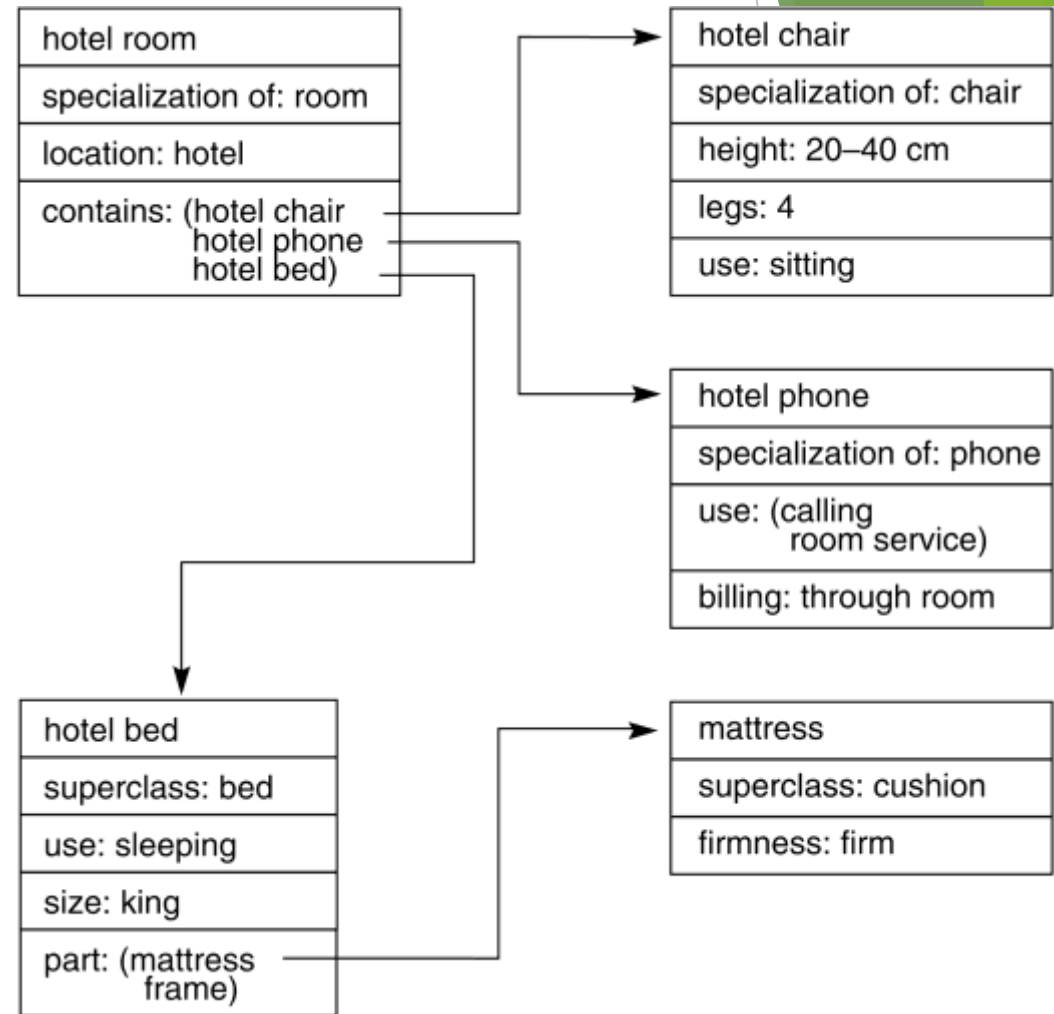 hotel room
specialization of: room
location: hotel
contains: (hotel chair
hotel phone
hotel bed)
hotel chair
specialization of: chair
height: 20–40 cm
legs: 4
use: sitting
hotel phone
specialization of: phone
use: (calling
room service)
billing: through room
hotel bed
superclass: bed
use: sleeping
size: king
part: (mattress
frame)
mattress
superclass: cushion
firmness: firm